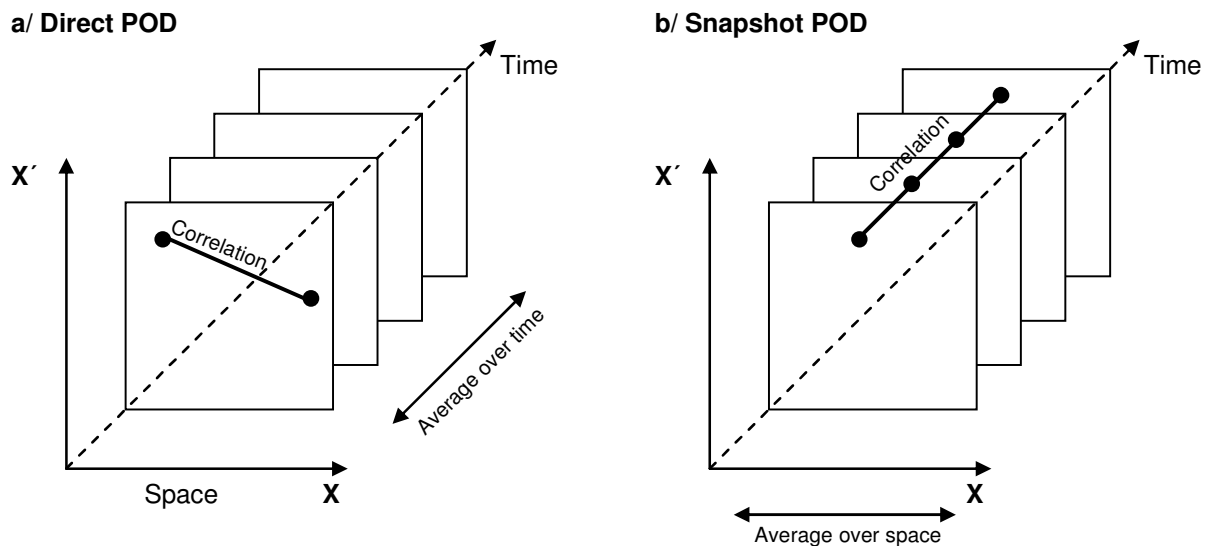 a/ Direct POD
Time
X´
Correlation
Average over time
Space
X
b/ Snapshot POD
Time
X´
Correlation
X
Average over space